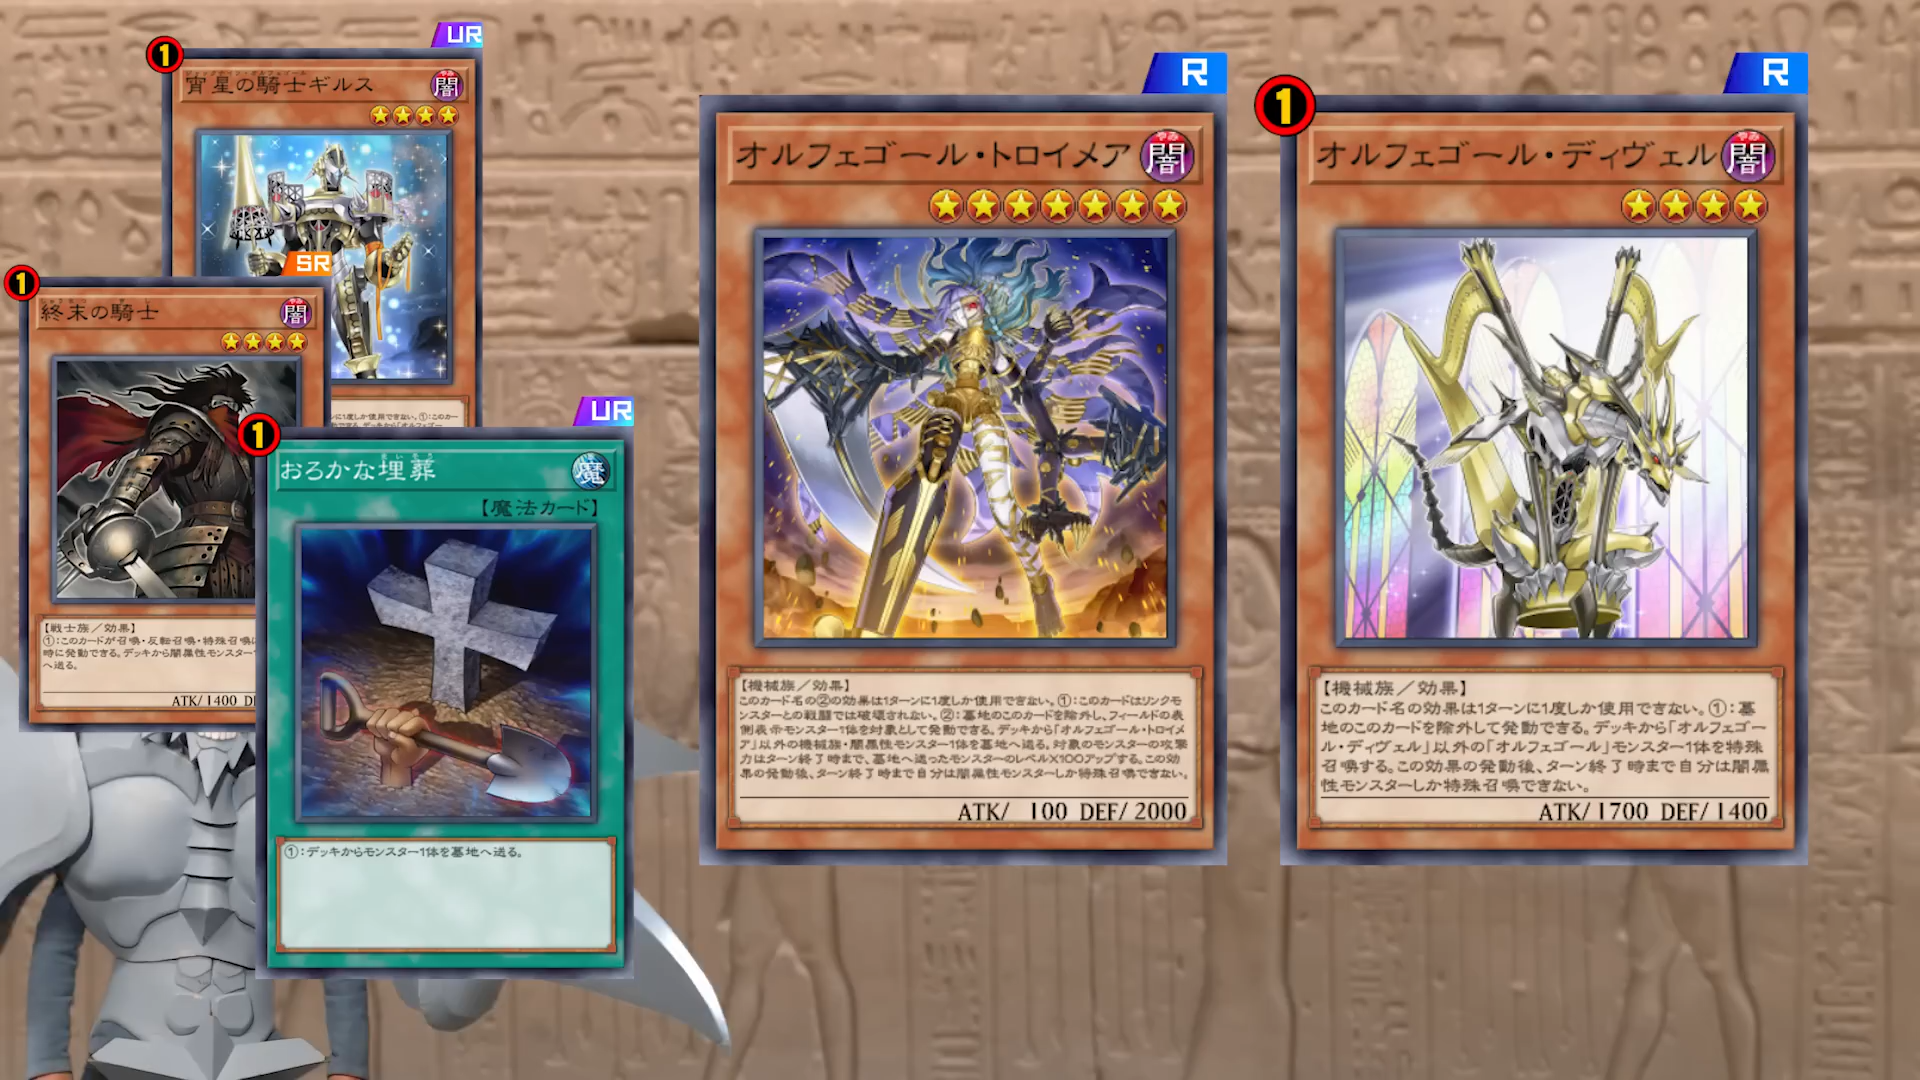 UR
1
宵星の騎士ギルス
闇
SR
1
終末の騎士
闇
【戦士族／効果】
①：このカードが召喚・反転召喚・特殊召喚
時に発動できる。デッキから闇属性モンスター
へ送る。
ATK/ 1400
UR
1
おろかな埋葬
魔
【魔法カード】
①：デッキからモンスター1体を墓地へ送る。
R
オルフェゴール・トロイメア
闇
【機械族／効果】
このカード名の②の効果は1ターンに1度しか使用できない。①：このカードはリンクモ
ンスターとの戦闘では破壊されない。②：墓地のこのカードを除外し、フィールドの表
側表示モンスター1体を対象として発動できる。デッキから「オルフェゴール・トロイメ
ア」以外の機械族・闇属性モンスター1体を墓地へ送る。対象のモンスターの攻撃
力はターン終了時まで、墓地へ送ったモンスターのレベル×100アップする。この効
果の発動後、ターン終了時まで自分は闇属性モンスターしか特殊召喚できない。
ATK/ 100 DEF/ 2000
R
1
オルフェゴール・ディヴェル
闇
【機械族／効果】
このカード名の効果は1ターンに1度しか使用できない。①：墓
地のこのカードを除外して発動できる。デッキから「オルフェゴー
ル・ディヴェル」以外の「オルフェゴール」モンスター1体を特殊
召喚する。この効果の発動後、ターン終了時まで自分は闇属
性モンスターしか特殊召喚できない。
ATK/ 1700 DEF/ 1400